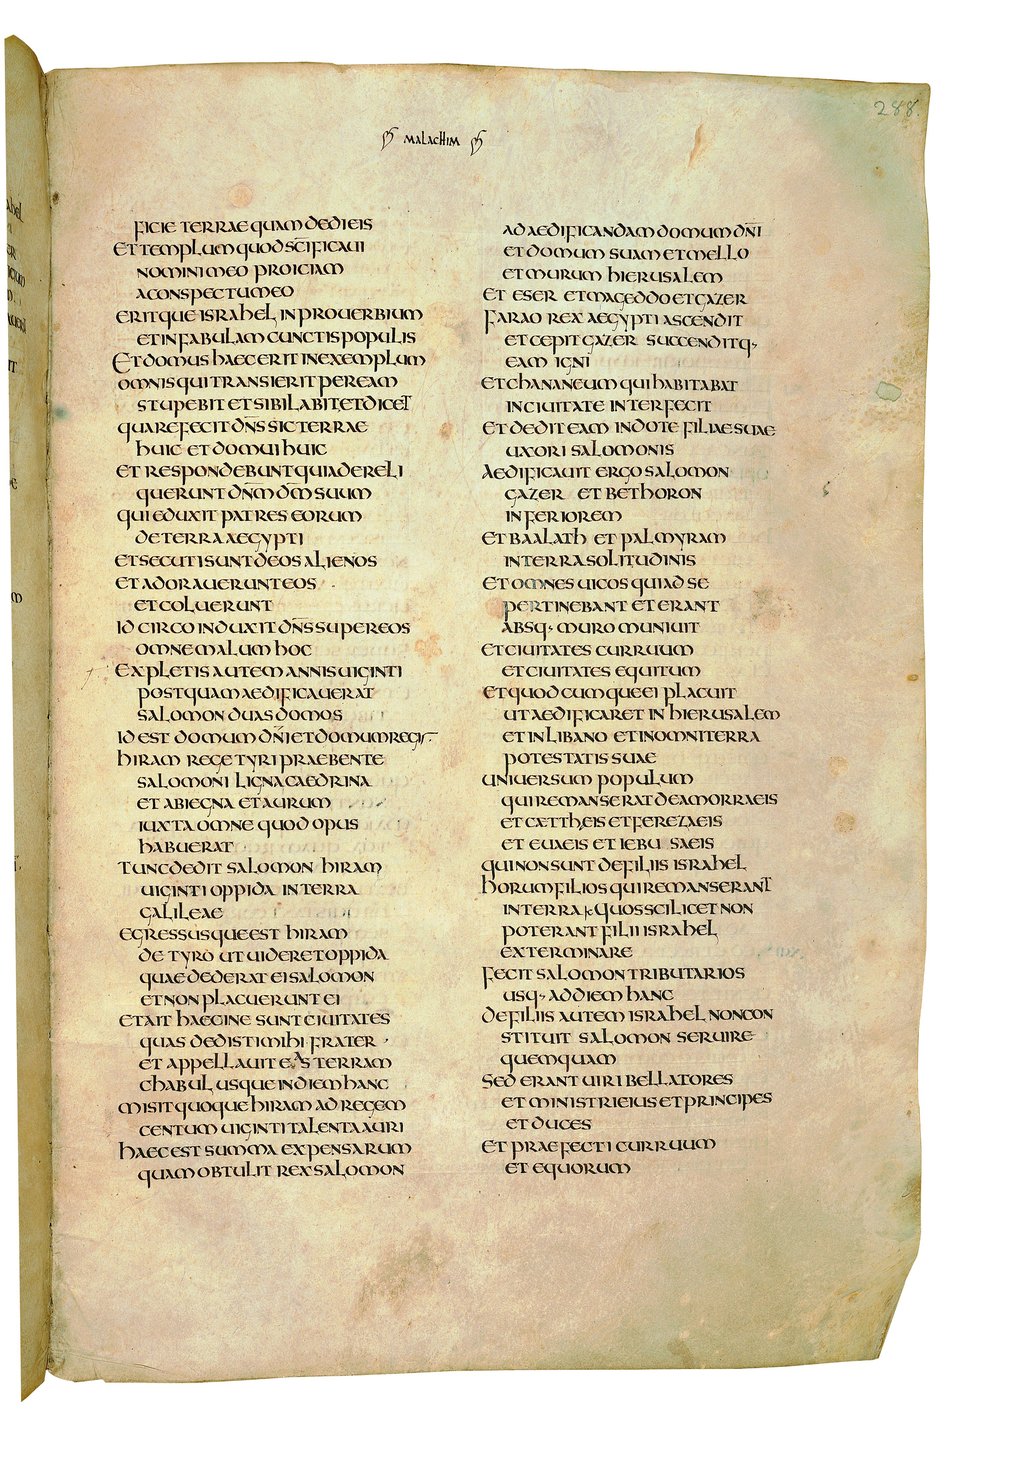 288.
MALACHIM
FICIE TERRAE QUAM DEDI EIS
ET TEMPLUM QUOD SC̅IFICAUI
NOMINI MEO PROICIAM
A CONSPECTU MEO
ERITQUE ISRAHEL IN PROUERBIUM
ET IN FABULAM CUNCTIS POPULIS
ET DOMUS HAEC ERIT IN EXEMPLUM
OMNIS QUI TRANSIERIT PER EAM
STUPEBIT ET SIBILABIT ET DICET
QUARE FECIT DN̅S SIC TERRAE
HUIC ET DOMUI HUIC
ET RESPONDEBUNT QUIA DERELI
QUERUNT DN̅M DM̅ SUUM
QUI EDUXIT PATRES EORUM
DE TERRA AEGYPTI
ET SECUTI SUNT DEOS ALIENOS
ET ADORAUERUNT EOS
ET COLUERUNT
IDCIRCO INDUXIT DN̅S SUPER EOS
OMNE MALUM HOC
EXPLETIS AUTEM ANNIS UIGINTI
POSTQUAM AEDIFICAUERAT
SALOMON DUAS DOMOS
ID EST DOMUM DN̅I ET DOMUM REGIS
HIRAM REGE TYRI PRAEBENTE
SALOMONI LIGNA CAEDRINA
ET ABIEGNA ET AURUM
IUXTA OMNE QUOD OPUS
HABUERAT
TUNC DEDIT SALOMON HIRAM
UIGINTI OPPIDA IN TERRA
GALILEAE
EGRESSUSQUE EST HIRAM
DE TYRO UT UIDERET OPPIDA
QUAE DEDERAT EI SALOMON
ET NON PLACUERUNT EI
ET AIT HAECINE SUNT CIUITATES
QUAS DEDISTI MIHI FRATER
ET APPELLAUIT EAS TERRAM
CHABUL USQUE IN DIEM HANC
MISIT QUOQUE HIRAM AD REGEM
CENTUM UIGINTI TALENTA AURI
HAEC EST SUMMA EXPENSARUM
QUAM OBTULIT REX SALOMON
AD AEDIFICANDAM DOMUM DN̅I
ET DOMUM SUAM ET MELLO
ET MURUM HIERUSALEM
ET ESER ET MAGEDDO ET GAZER
FARAO REX AEGYPTI ASCENDIT
ET CEPIT GAZER SUCCENDITQ·
EAM IGNI
ET CHANANEUM QUI HABITABAT
IN CIUITATE INTERFECIT
ET DEDIT EAM IN DOTE FILIAE SUAE
UXORI SALOMONIS
AEDIFICAUIT ERGO SALOMON
GAZER ET BETHORON
INFERIOREM
ET BAALATH ET PALMYRAM
IN TERRA SOLITUDINIS
ET OMNES UICOS QUI AD SE
PERTINEBANT ET ERANT
ABSQ· MURO MUNIUIT
ET CIUITATES CURRUUM
ET CIUITATES EQUITUM
ET QUODCUMQUE EI PLACUIT
UT AEDIFICARET IN HIERUSALEM
ET IN LIBANO ET IN OMNI TERRA
POTESTATIS SUAE
UNIUERSUM POPULUM
QUI REMANSERAT DE AMORRAEIS
ET CETTHEIS ET FEREZAEIS
ET EUAEIS ET IEBUSAEIS
QUI NON SUNT DE FILIIS ISRAHEL
HORUM FILIOS QUI REMANSERANT
IN TERRA QUOS SCILICET NON
POTERANT FILII ISRAHEL
EXTERMINARE
FECIT SALOMON TRIBUTARIOS
USQ· AD DIEM HANC
DE FILIIS AUTEM ISRAHEL NON CON
STITUIT SALOMON SERUIRE
QUEMQUAM
SED ERANT UIRI BELLATORES
ET MINISTRI EIUS ET PRINCIPES
ET DUCES
ET PRAEFECTI CURRUUM
ET EQUORUM